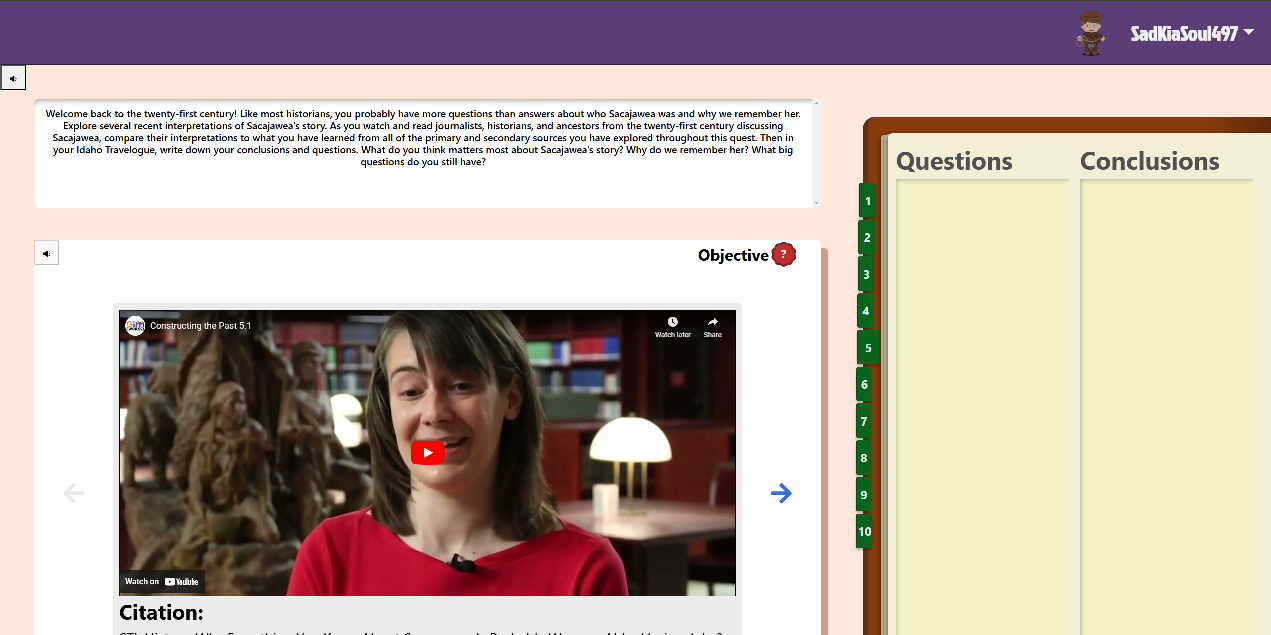 SadKiaSoul497
Welcome back to the twenty-first century! Like most historians, you probably have more questions than answers about who Sacajawea was and why we remember her.
Explore several recent interpretations of Sacajawea's story. As you watch and read journalists, historians, and ancestors from the twenty-first century discussing
Sacajawea, compare their interpretations to what you have learned from all of the primary and secondary sources you have explored throughout this quest. Then in
your Idaho Travelogue, write down your conclusions and questions. What do you think matters most about Sacajawea's story? Why do we remember her? What big
questions do you still have?
Objective ?
Constructing the Past 5.1
Watch later
Share
Watch on YouTube
Citation:
Questions
Conclusions
1
2
3
4
5
6
7
8
9
10